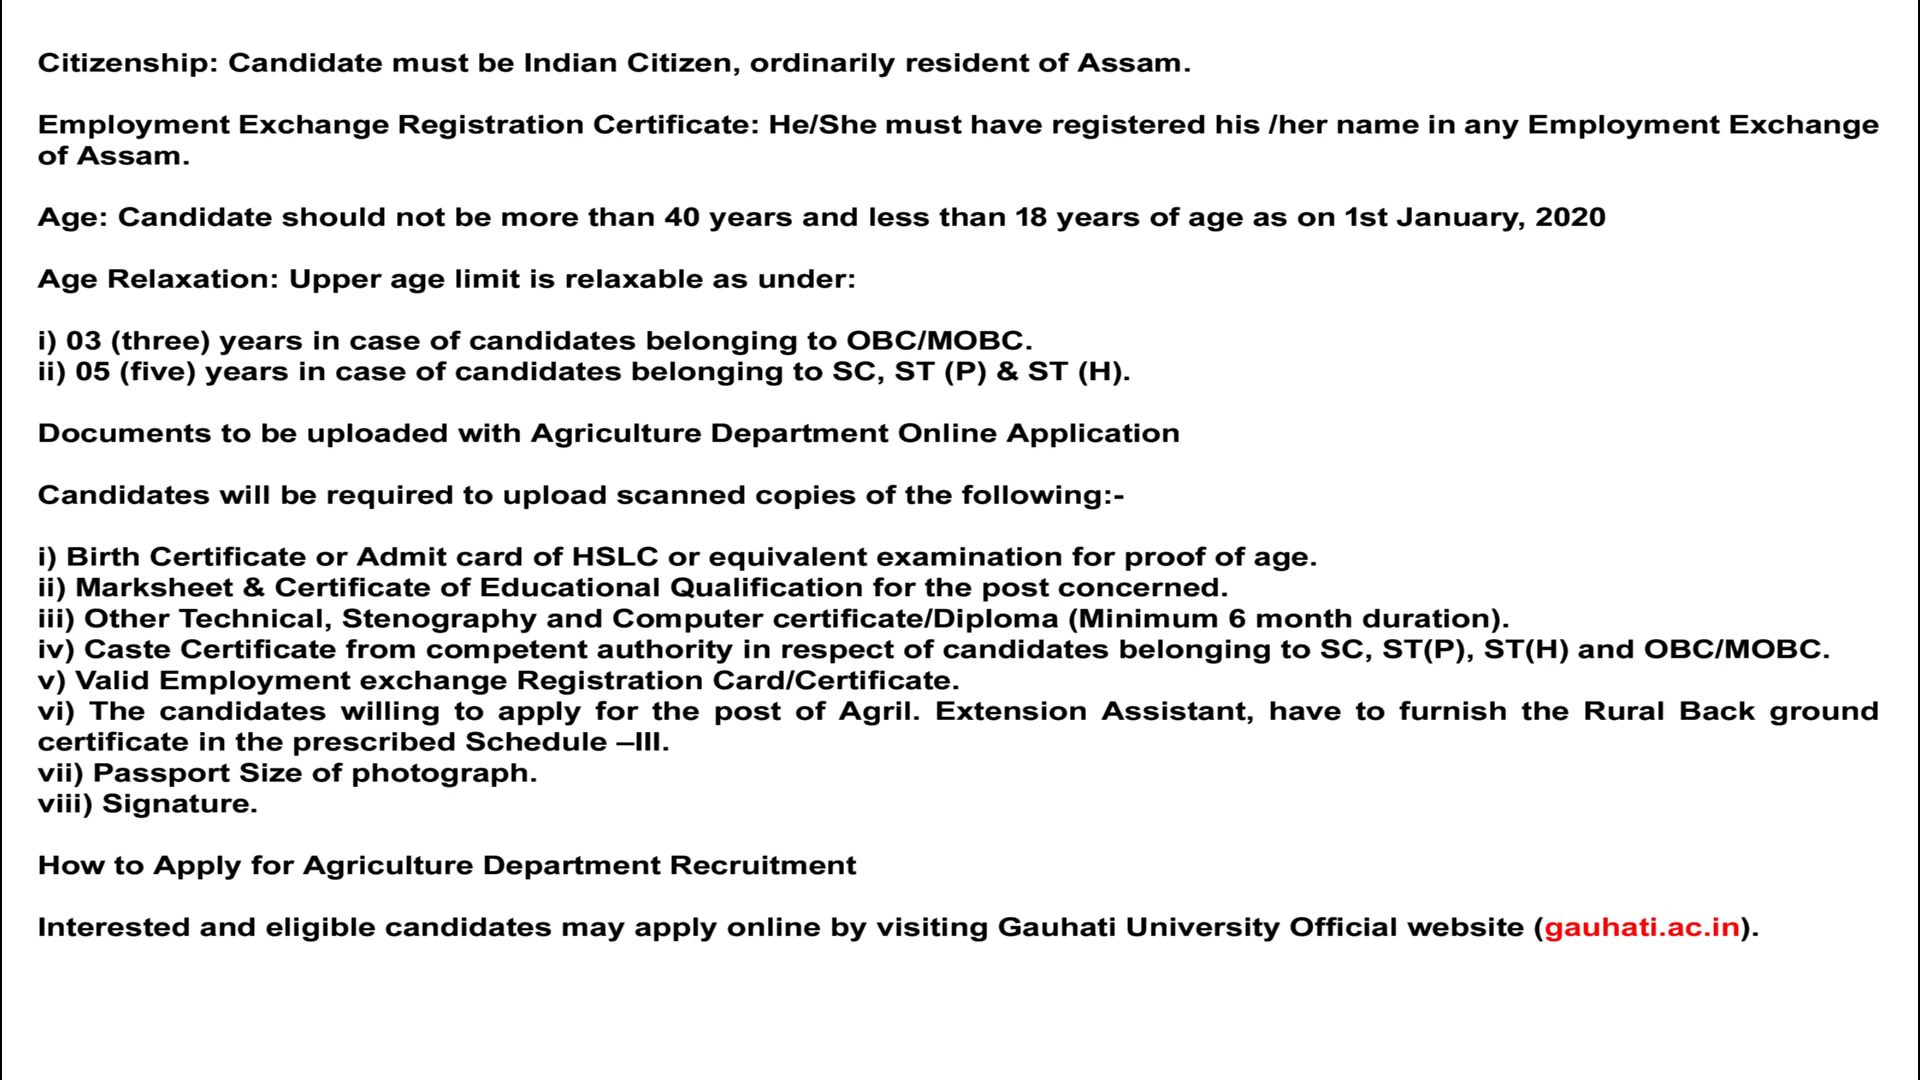 Citizenship: Candidate must be Indian Citizen, ordinarily resident of Assam.
Employment Exchange Registration Certificate: He/She must have registered his /her name in any Employment Exchange
of Assam.
Age: Candidate should not be more than 40 years and less than 18 years of age as on 1st January, 2020
Age Relaxation: Upper age limit is relaxable as under:
i) 03 (three) years in case of candidates belonging to OBC/MOBC.
ii) 05 (five) years in case of candidates belonging to SC, ST (P) & ST (H).
Documents to be uploaded with Agriculture Department Online Application
Candidates will be required to upload scanned copies of the following:-
i) Birth Certificate or Admit card of HSLC or equivalent examination for proof of age.
ii) Marksheet & Certificate of Educational Qualification for the post concerned.
iii) Other Technical, Stenography and Computer certificate/Diploma (Minimum 6 month duration).
iv) Caste Certificate from competent authority in respect of candidates belonging to SC, ST(P), ST(H) and OBC/MOBC.
v) Valid Employment exchange Registration Card/Certificate.
vi) The candidates willing to apply for the post of Agril. Extension Assistant, have to furnish the Rural Back ground
certificate in the prescribed Schedule –III.
vii) Passport Size of photograph.
viii) Signature.
How to Apply for Agriculture Department Recruitment
Interested and eligible candidates may apply online by visiting Gauhati University Official website (gauhati.ac.in).